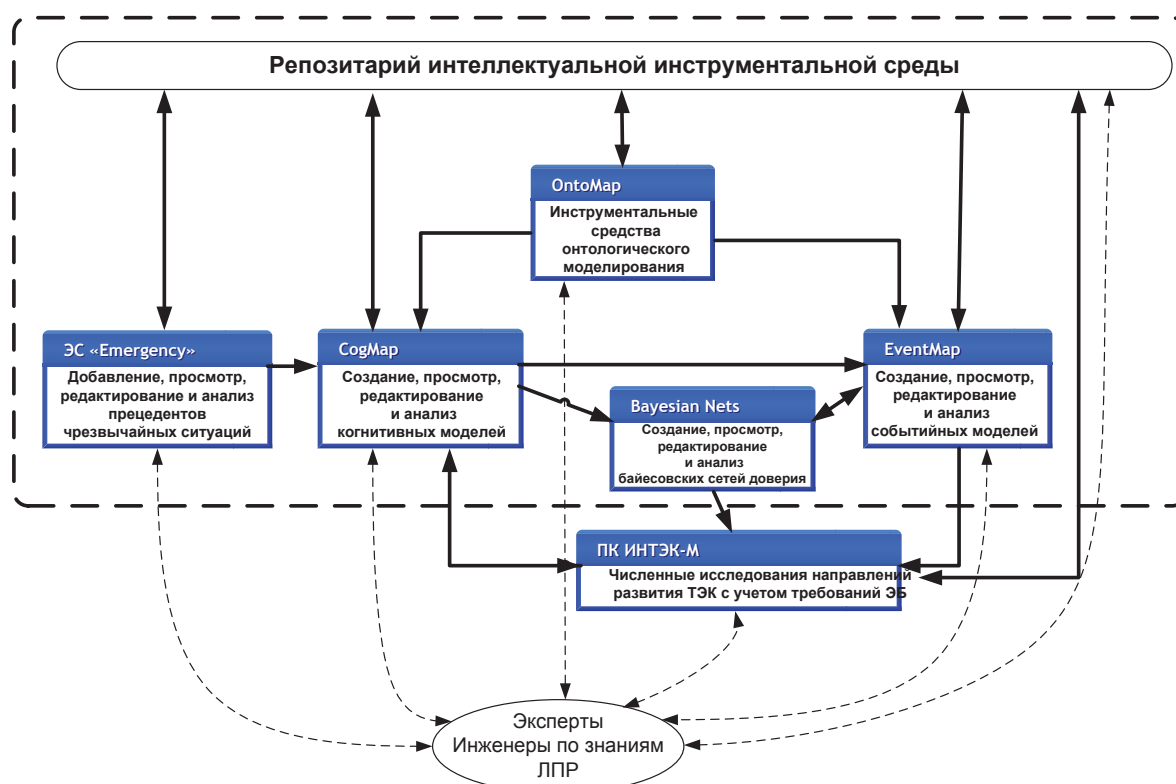 Репозитарий интеллектуальной инструментальной среды
OntoMap
Инструментальные
средства
онтологического
моделирования
ЭС «Emergency»
Добавление, просмотр,
редактирование и анализ
прецедентов
чрезвычайных ситуаций
CogMap
Создание, просмотр,
редактирование
и анализ
когнитивных моделей
EventMap
Создание, просмотр,
редактирование
и анализ
событийных моделей
Bayesian Nets
Создание, просмотр,
редактирование
и анализ
байесовских сетей доверия
ПК ИНТЭК-М
Численные исследования направлений
развития ТЭК с учетом требований ЭБ
Эксперты
Инженеры по знаниям
ЛПР